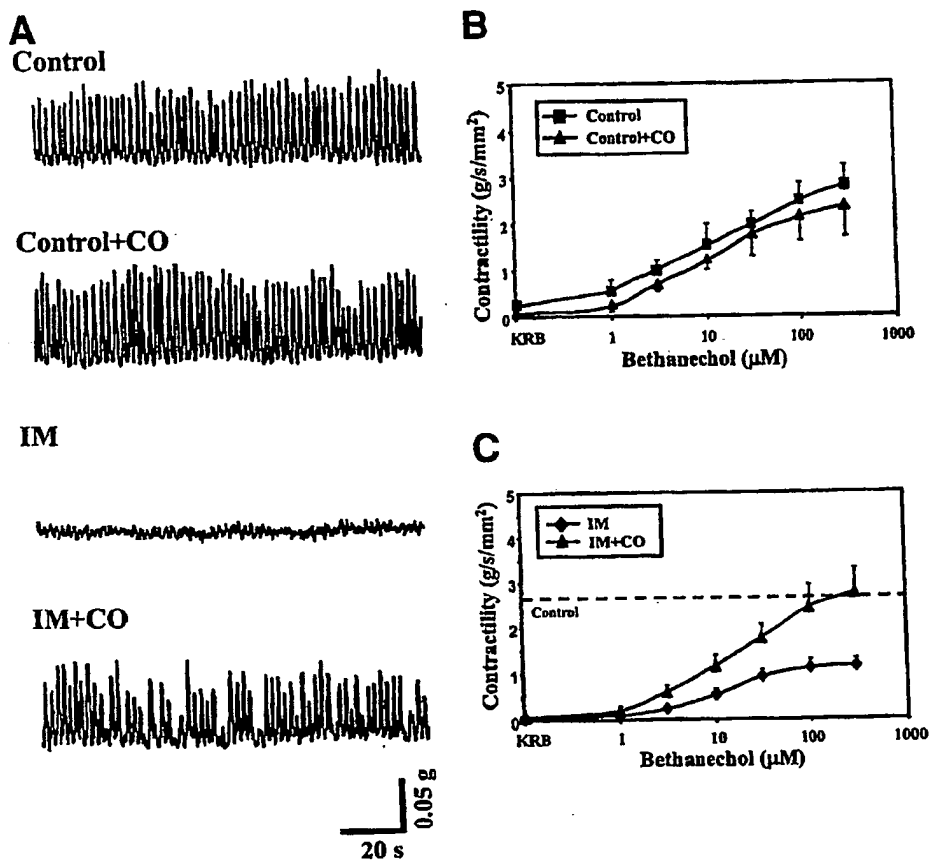 A
Control
Control+CO
IM
IM+CO
0.05 g
20 s
B
5
4
3
2
1
0
Contractility (g/s/mm²)
Control
Control+CO
KRB
1
10
100
1000
Bethanechol (µM)
C
5
4
3
2
1
0
Contractility (g/s/mm²)
IM
IM+CO
Control
KRB
1
10
100
1000
Bethanechol (µM)